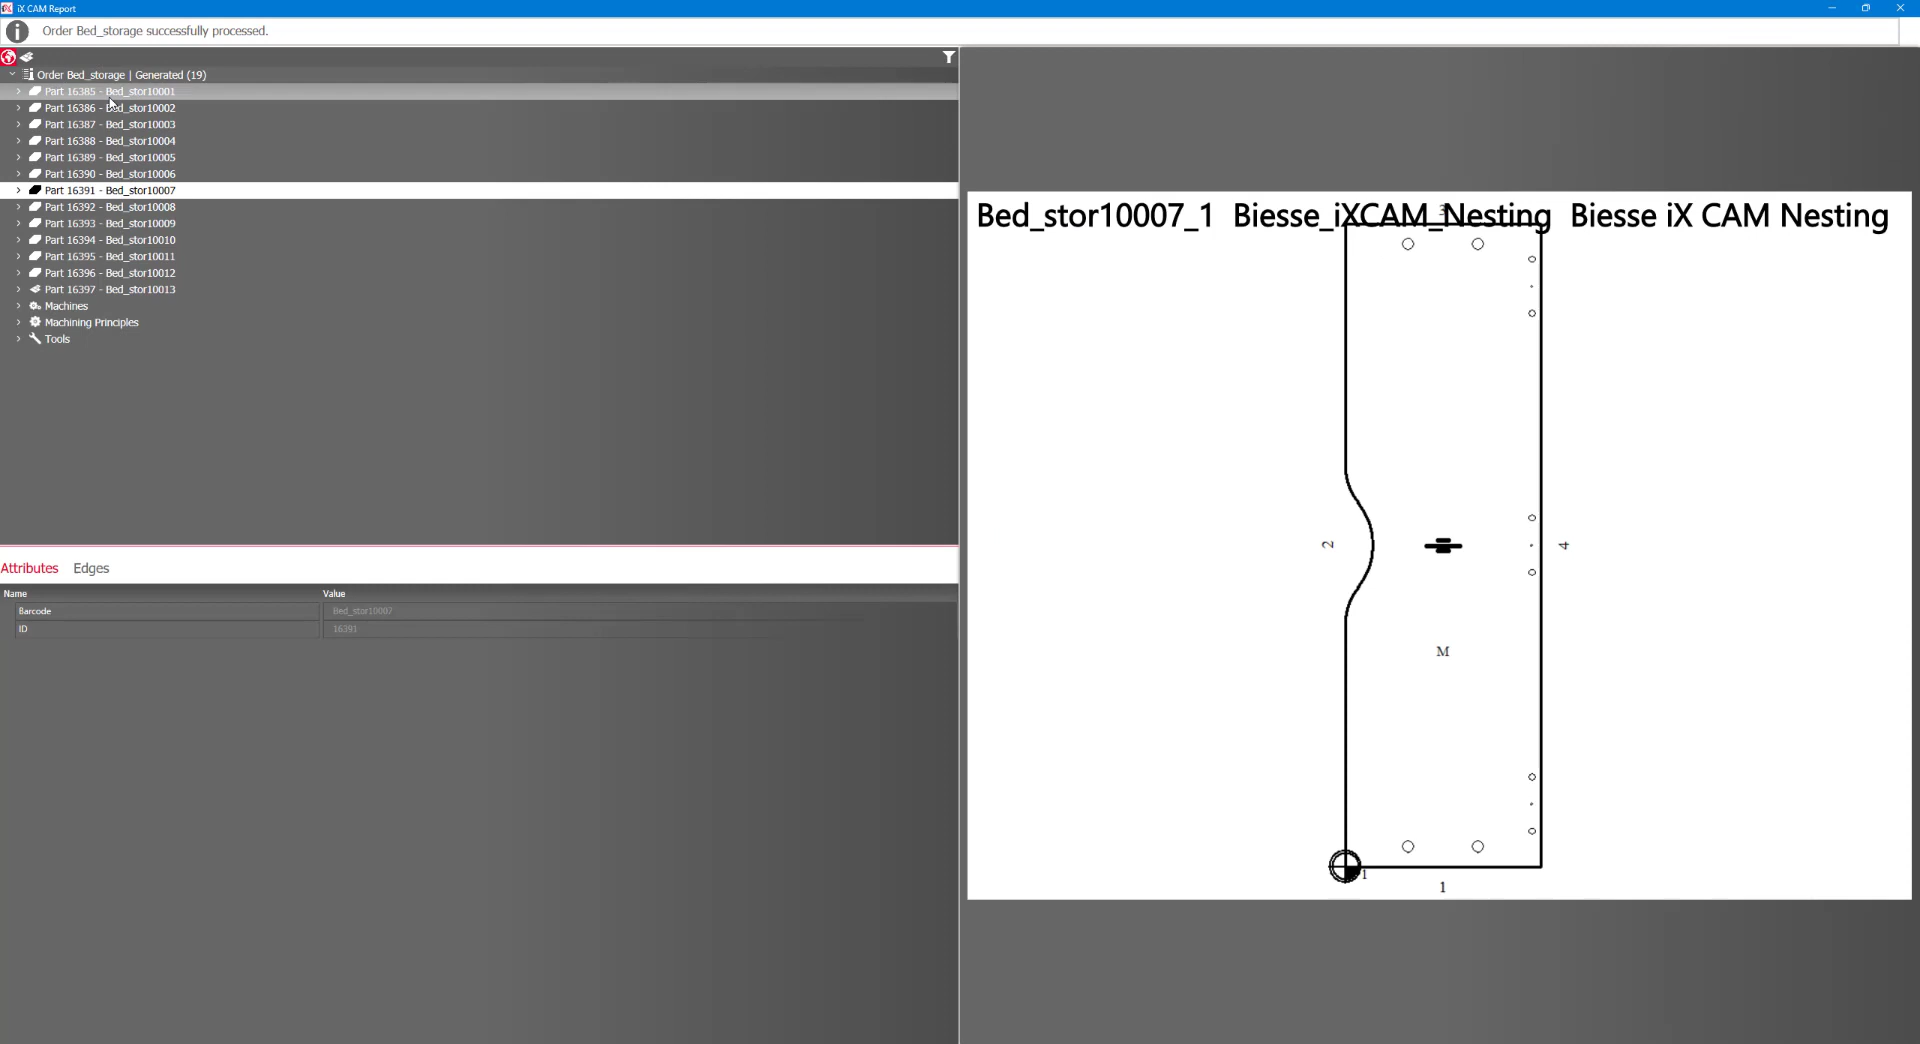 iX CAM Report
Order Bed_storage successfully processed.
Order Bed_storage | Generated (19)
Part 16385 - Bed_stor10001
Part 16386 - Bed_stor10002
Part 16387 - Bed_stor10003
Part 16388 - Bed_stor10004
Part 16389 - Bed_stor10005
Part 16390 - Bed_stor10006
Part 16391 - Bed_stor10007
Part 16392 - Bed_stor10008
Part 16393 - Bed_stor10009
Part 16394 - Bed_stor10010
Part 16395 - Bed_stor10011
Part 16396 - Bed_stor10012
Part 16397 - Bed_stor10013
Machines
Machining Principles
Tools
Attributes Edges
Name Value
Barcode Bed_stor10007
ID 16391
Bed_stor10007_1 Biesse_iXCAM_Nesting Biesse iX CAM Nesting
3
2 4
M
1
1